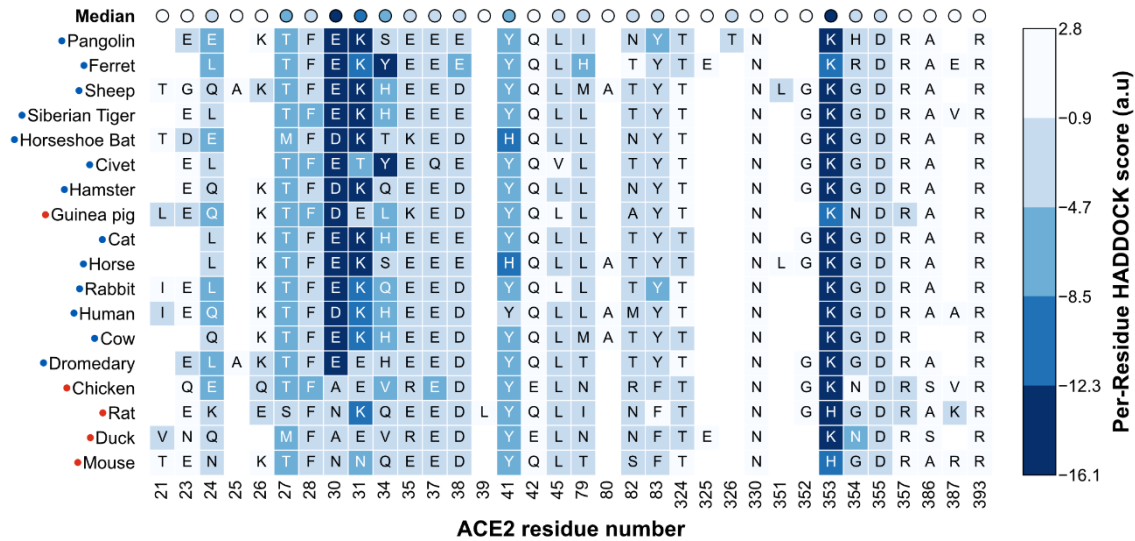 Median
Pangolin E E K T F E K S E E E Y Q L I N Y T T N K H D R A R
Ferret L T F E K Y E E E Y Q L H T Y T E N K R D R A E R
Sheep T G Q A K T F E K H E E E Y Q L M A T Y T N L G K G D R A R
Siberian Tiger E L T F E K H E E E Y Q L L T Y T N G K G D R A V R
Horseshoe Bat T D E M F D K T K E D H Q L L N Y T N G K G D R A R
Civet E L T F E T Y E Q E Y Q V L T Y T N G K G D R A R
Hamster E Q K T F D K Q E E D Y Q L L N Y T N G K G D R A R
Guinea pig L E Q K T F D E L K E D Y Q L L A Y T N K N D R A R
Cat L K T F E K H E E E Y Q L L T Y T N G K G D R A R
Horse L K T F E K S E E E H Q L L A T Y T N L G K G D R A R
Rabbit I E L K T F E K Q E E D Y Q L L T Y T N K G D R A R
Human I E Q K T F D K H E E D Y Q L L A M Y T N K G D R A A R
Cow Q K T F E K H E E D Y Q L M A T Y T N K G D R R
Dromedary E L A K T F E E H E E D Y Q L T T Y T N G K G D R A R
Chicken Q E Q T F A E V R E D Y E L N R F T N G K N D R S V R
Rat E K E S F N K Q E E D L Y Q L I N F T N G H G D R A K R
Duck V N Q M F A E V R E D Y E L N N F T E N K N D R S R
Mouse T E N K T F N N Q E E D Y Q L T S F T N H G D R A R R
21 23 24 25 26 27 28 30 31 34 35 37 38 39 41 42 45 79 80 82 83 324 325 326 330 351 352 353 354 355 357 386 387 393
ACE2 residue number
2.8
−0.9
−4.7
−8.5
−12.3
−16.1
Per-Residue HADDOCK score (a.u)